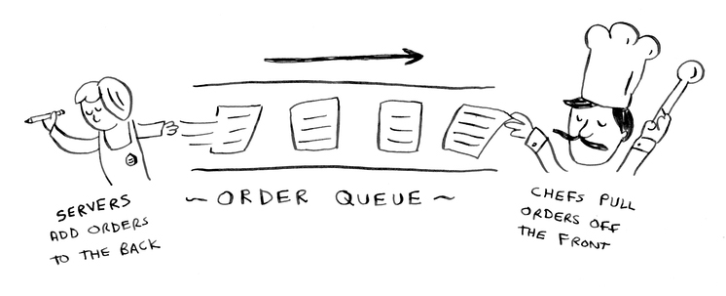 SERVERS
ADD ORDERS
TO THE BACK
~ ORDER QUEUE ~
CHEFS PULL
ORDERS OFF
THE FRONT